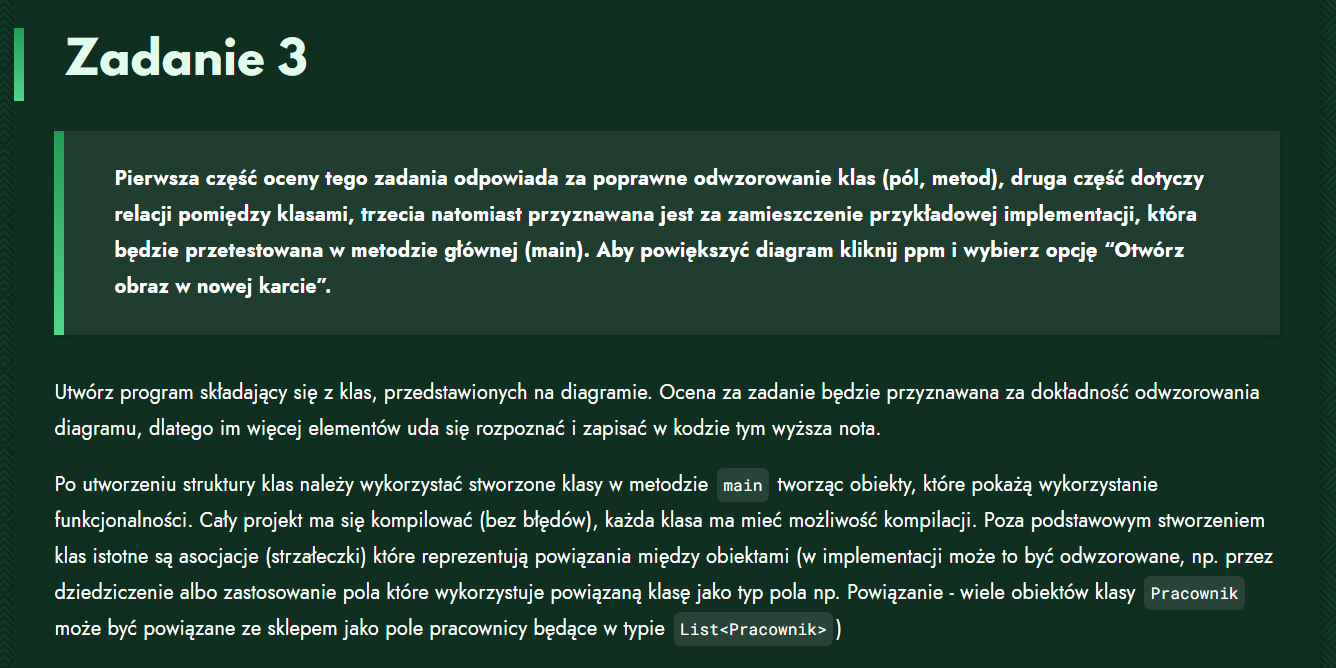 Zadanie 3
Pierwsza część oceny tego zadania odpowiada za poprawne odwzorowanie klas (pól, metod), druga część dotyczy
relacji pomiędzy klasami, trzecia natomiast przyznawana jest za zamieszczenie przykładowej implementacji, która
będzie przetestowana w metodzie głównej (main). Aby powiększyć diagram kliknij ppm i wybierz opcję “Otwórz
obraz w nowej karcie”.
Utwórz program składający się z klas, przedstawionych na diagramie. Ocena za zadanie będzie przyznawana za dokładność odwzorowania
diagramu, dlatego im więcej elementów uda się rozpoznać i zapisać w kodzie tym wyższa nota.
Po utworzeniu struktury klas należy wykorzystać stworzone klasy w metodzie main tworząc obiekty, które pokażą wykorzystanie
funkcjonalności. Cały projekt ma się kompilować (bez błędów), każda klasa ma mieć możliwość kompilacji. Poza podstawowym stworzeniem
klas istotne są asocjacje (strzałeczki) które reprezentują powiązania między obiektami (w implementacji może to być odwzorowane, np. przez
dziedziczenie albo zastosowanie pola które wykorzystuje powiązaną klasę jako typ pola np. Powiązanie - wiele obiektów klasy Pracownik
może być powiązane ze sklepem jako pole pracownicy będące w typie List<Pracownik> )